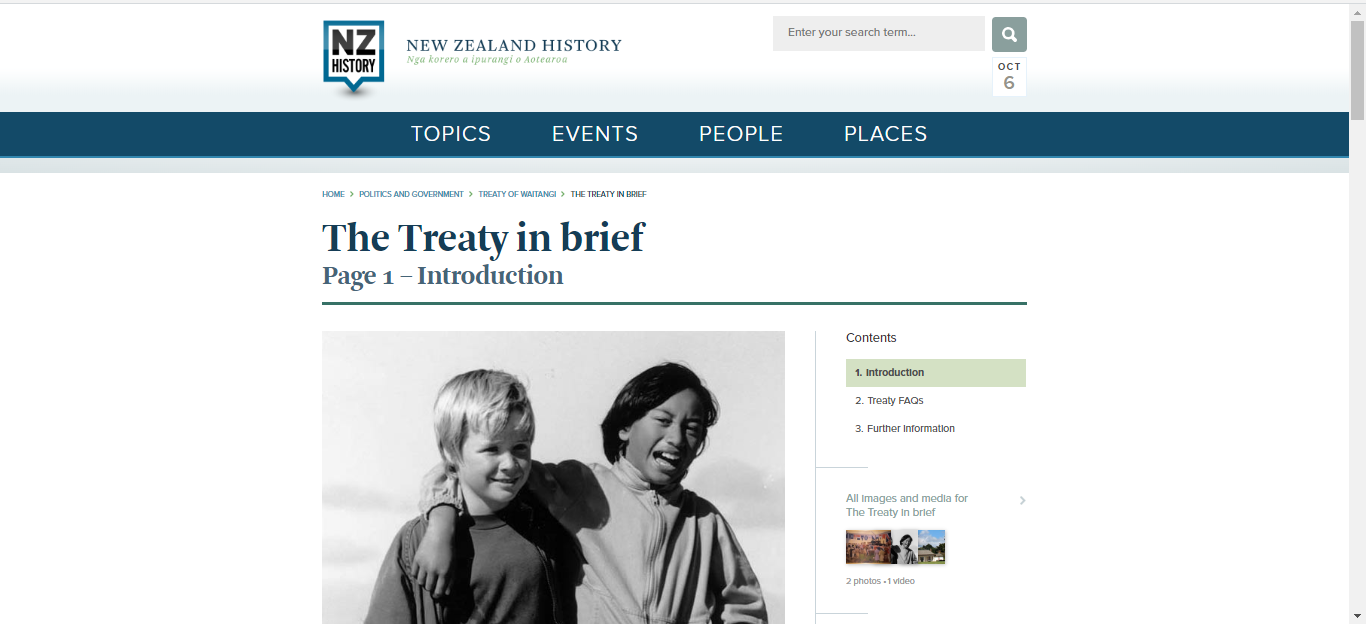 NZ
HISTORY
NEW ZEALAND HISTORY
Nga korero a ipurangi o Aotearoa
Enter your search term...
OCT
6
TOPICS EVENTS PEOPLE PLACES
HOME > POLITICS AND GOVERNMENT > TREATY OF WAITANGI > THE TREATY IN BRIEF
The Treaty in brief
Page 1 – Introduction
Contents
1. Introduction
2. Treaty FAQs
3. Further Information
All images and media for
The Treaty in brief
2 photos • 1 video